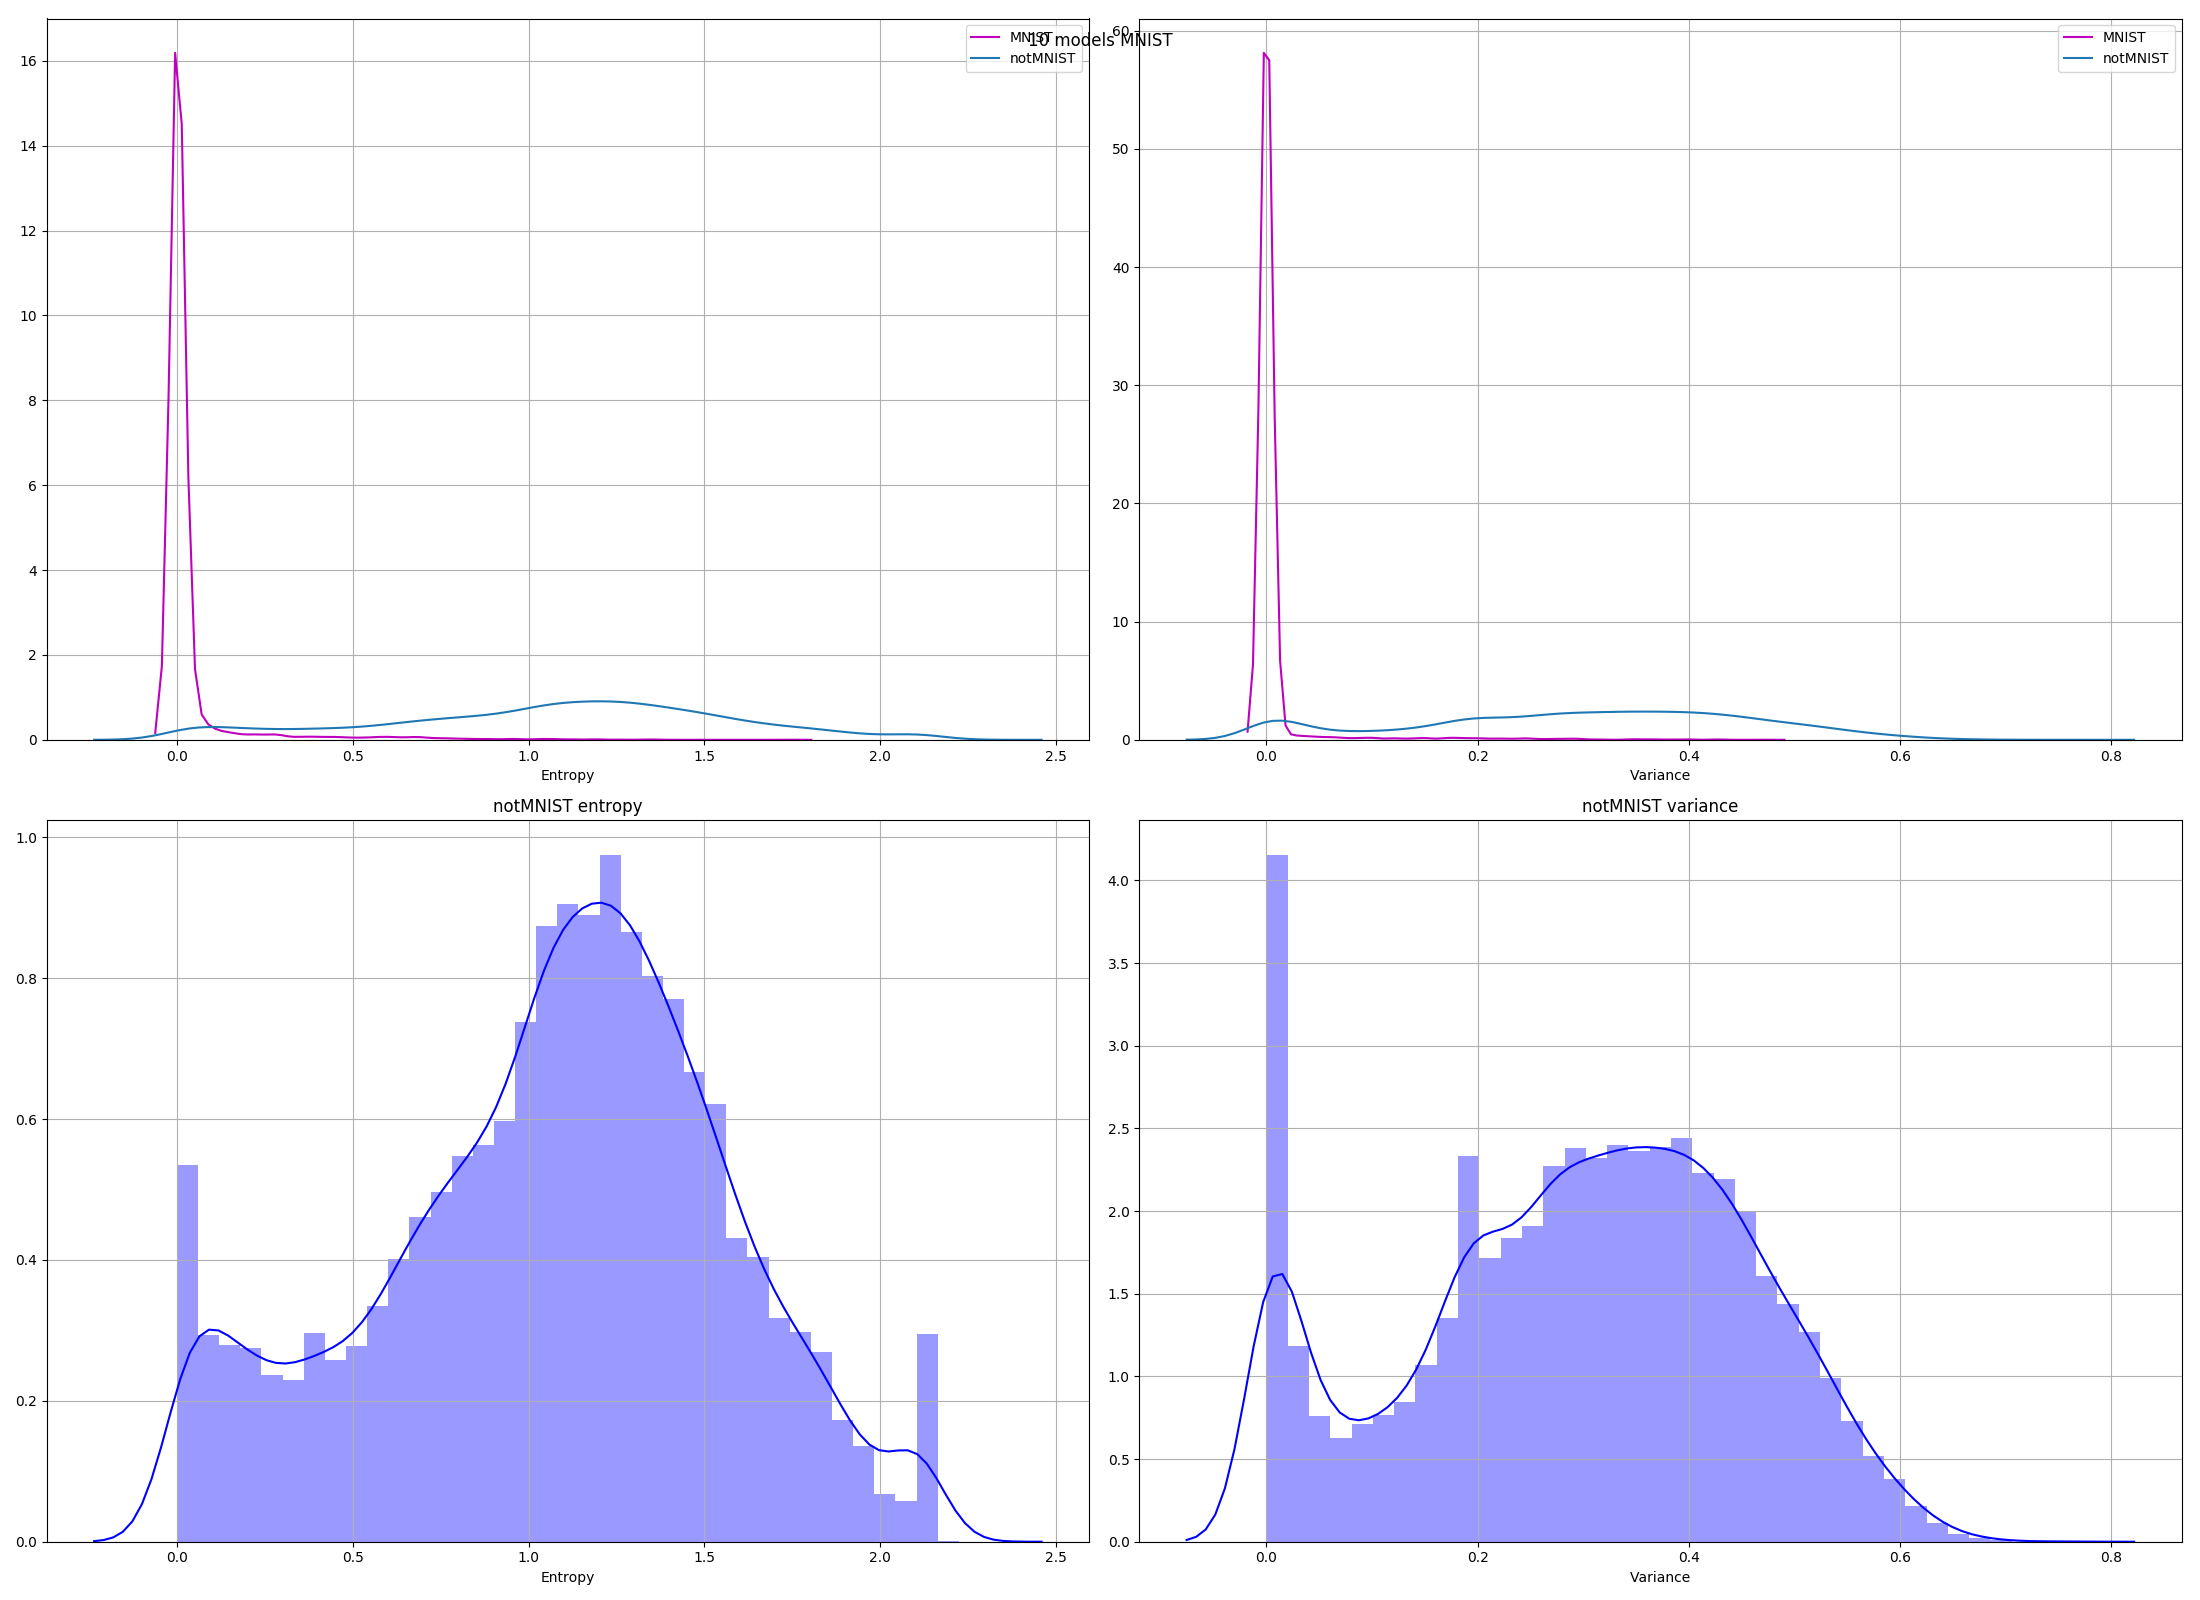 10 models MNIST
MNIST
notMNIST
16
14
12
10
8
6
4
2
0
0.0 0.5 1.0 1.5 2.0 2.5
Entropy
MNIST
notMNIST
60
50
40
30
20
10
0
0.0 0.2 0.4 0.6 0.8
Variance
notMNIST entropy
1.0
0.8
0.6
0.4
0.2
0.0
0.0 0.5 1.0 1.5 2.0 2.5
Entropy
notMNIST variance
4.0
3.5
3.0
2.5
2.0
1.5
1.0
0.5
0.0
0.0 0.2 0.4 0.6 0.8
Variance